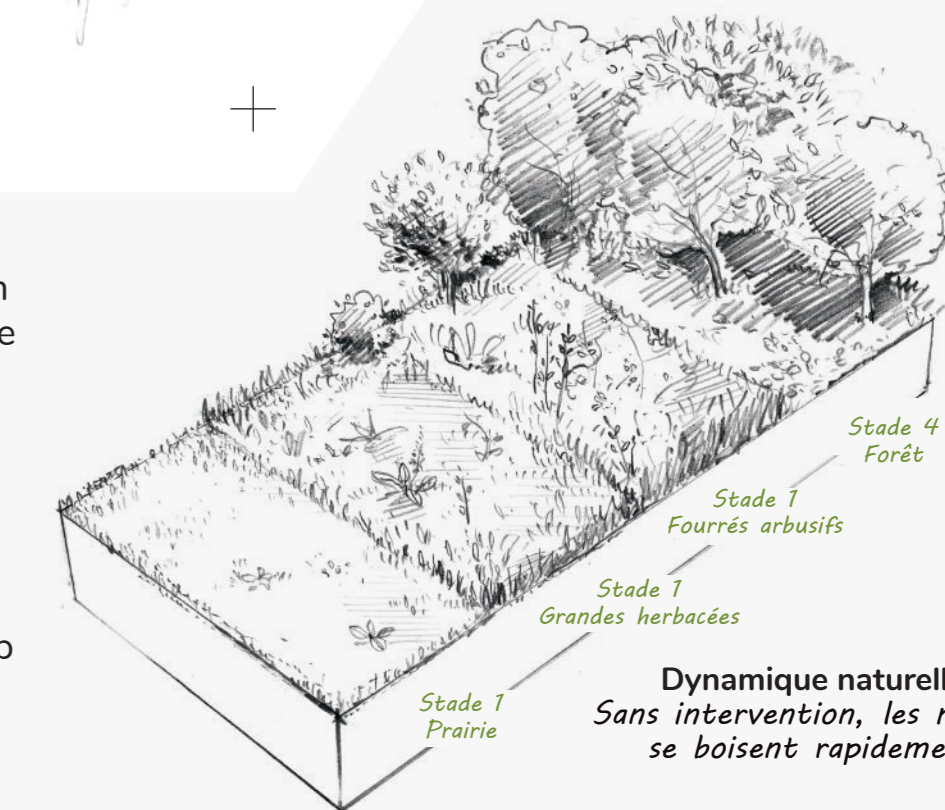 n
e
Stade 4
Forêt
Stade 1
Fourrés arbusifs
Stade 1
Grandes herbacées
Stade 1
Prairie
Dynamique naturell
Sans intervention, les
se boisent